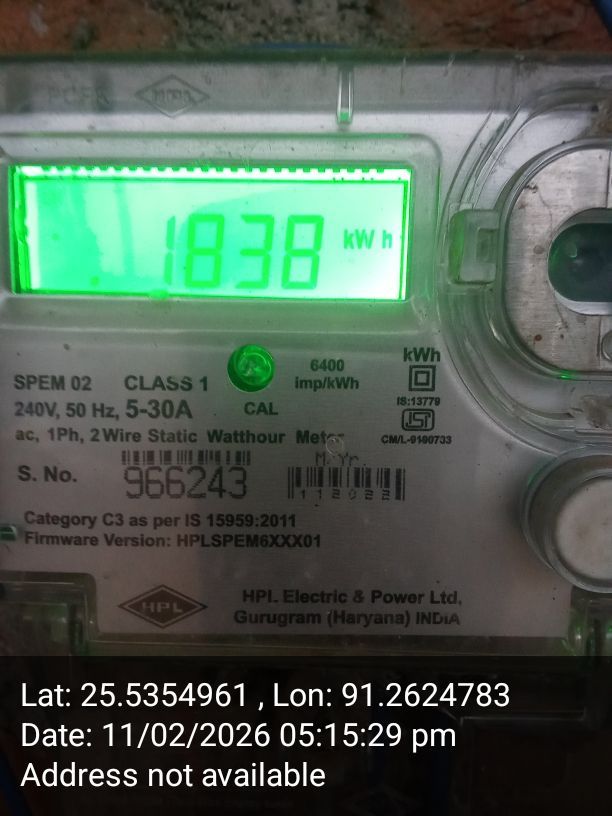 HPL
1838 kWh
SPEM 02 CLASS 1
6400
imp/kWh
kWh
240V, 50 Hz, 5-30A
CAL
IS:13779
ac, 1Ph, 2 Wire Static Watthour Meter
CM/L-9190733
S. No. 966243
M. Yr.
112022
Category C3 as per IS 15959:2011
Firmware Version: HPLSPEM6XXX01
HPL
HPL Electric & Power Ltd.
Gurugram (Haryana) INDIA
Lat: 25.5354961 , Lon: 91.2624783
Date: 11/02/2026 05:15:29 pm
Address not available